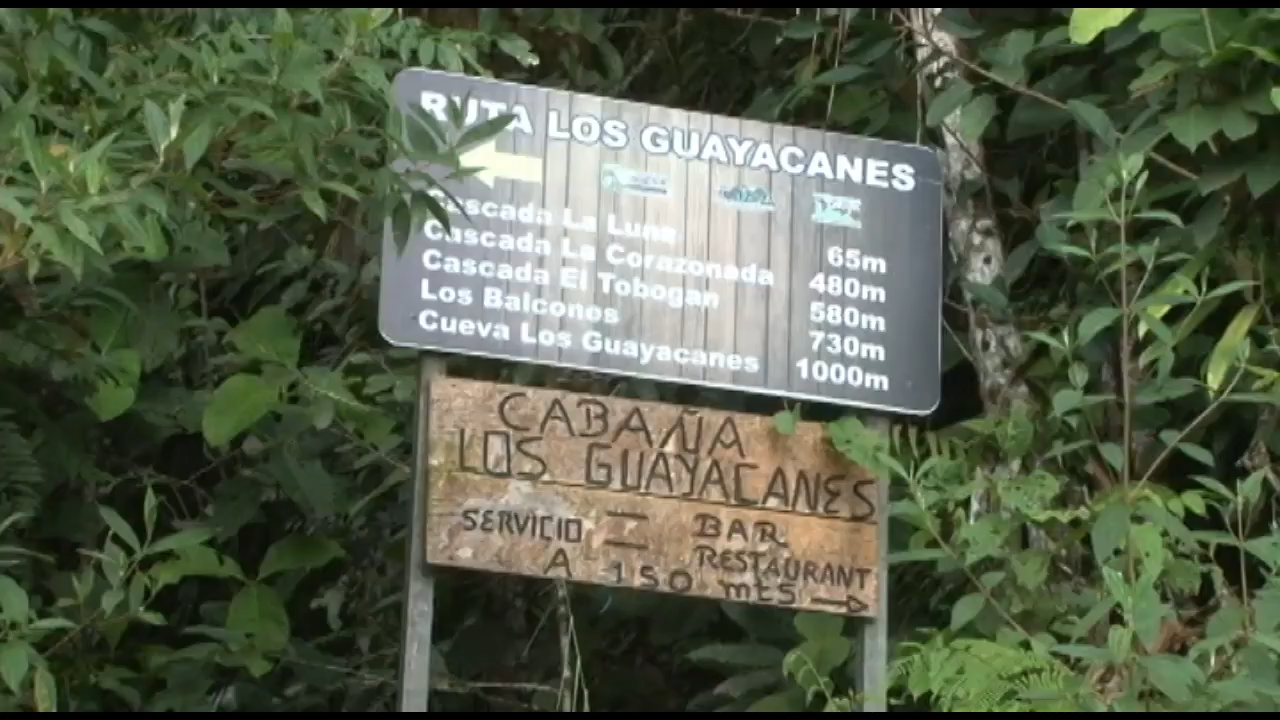 RUTA LOS GUAYACANES
Cascada La Luna 65m
Cascada La Corazonada 480m
Cascada El Tobogan 580m
Los Balcones 730m
Cueva Los Guayacanes 1000m
CABAÑA
LOS GUAYACANES
SERVICIO = BAR
RESTAURANT
A 150 mts →